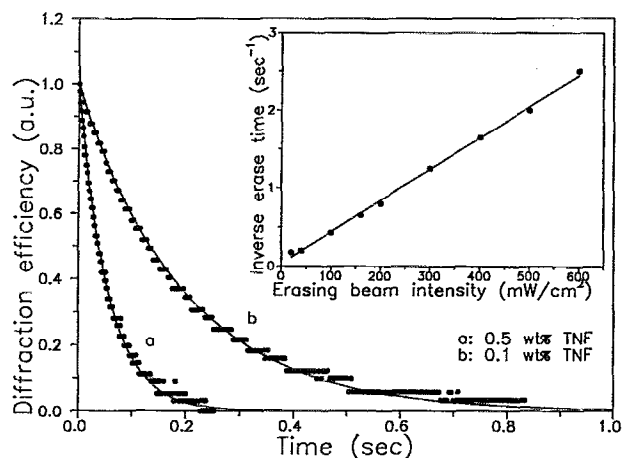 Diffraction efficiency (a.u.)
1.0
0.8
0.6
0.4
0.2
0.0
0.0
0.2
0.4
0.6
0.8
1.0
Time (sec)
a
b
Inverse erase time (sec⁻¹)
3
2
1
0
0
100
200
300
400
500
600
Erasing beam intensity (mW/cm²)
a: 0.5 wt% TNF
b: 0.1 wt% TNF